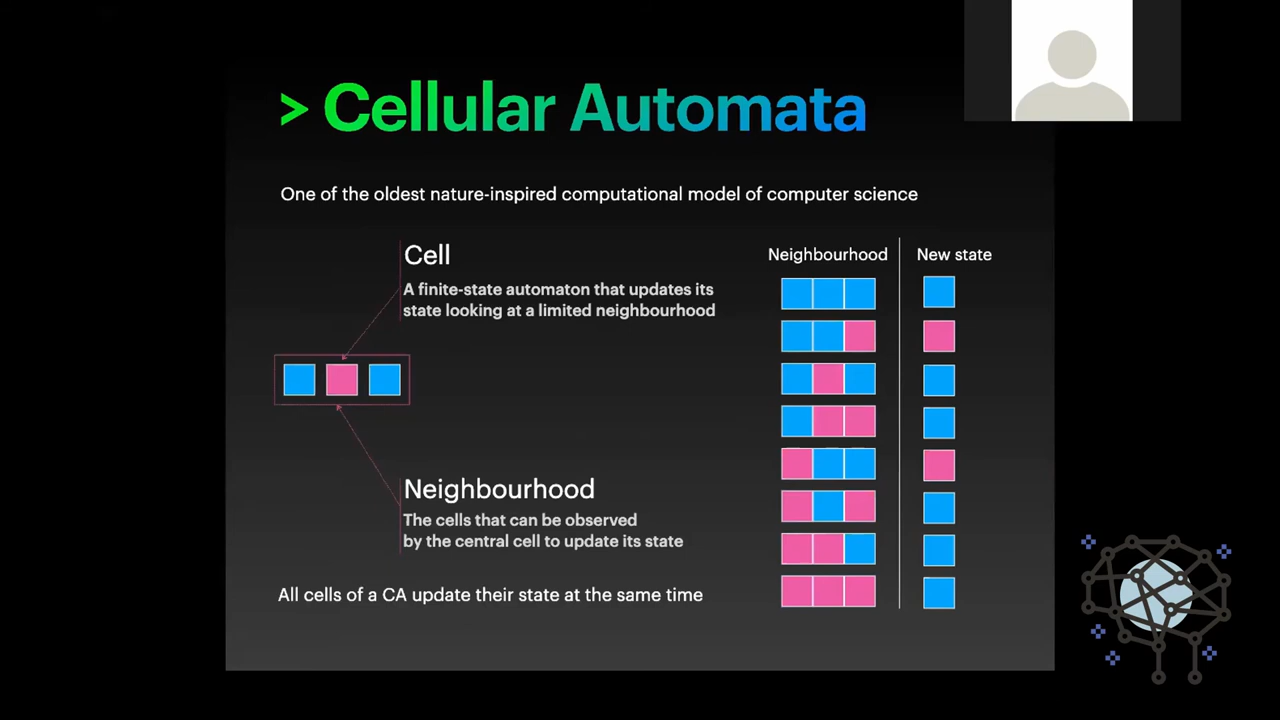 > Cellular Automata
One of the oldest nature-inspired computational model of computer science
Cell
A finite-state automaton that updates its
state looking at a limited neighbourhood
Neighbourhood
The cells that can be observed
by the central cell to update its state
All cells of a CA update their state at the same time
Neighbourhood
New state